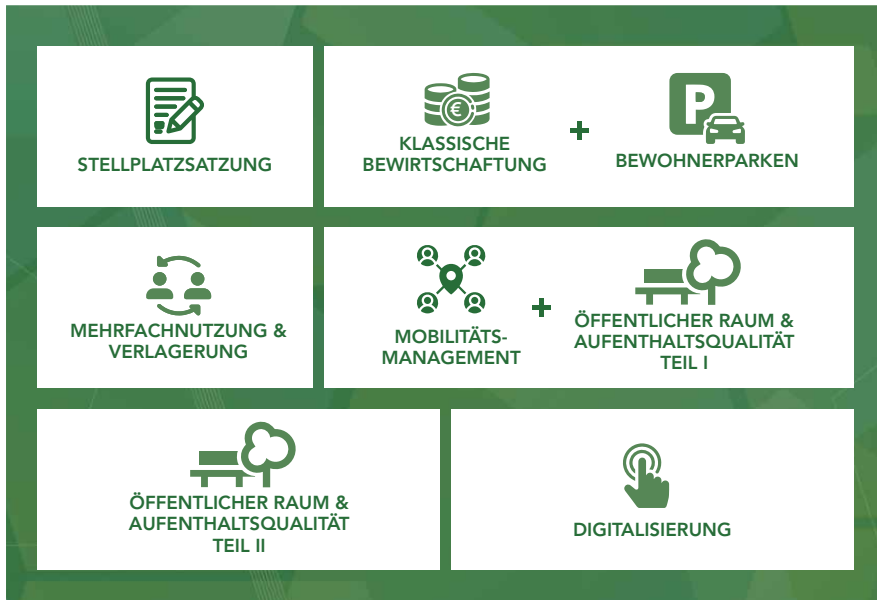 STELLPLATZSATZUNG
€
KLASSISCHE
BEWIRTSCHAFTUNG
+
P
BEWOHNERPARKEN
MEHRFACHNUTZUNG &
VERLAGERUNG
MOBILITÄTS-
MANAGEMENT
+
ÖFFENTLICHER RAUM &
AUFENTHALTSQUALITÄT
TEIL I
ÖFFENTLICHER RAUM &
AUFENTHALTSQUALITÄT
TEIL II
DIGITALISIERUNG